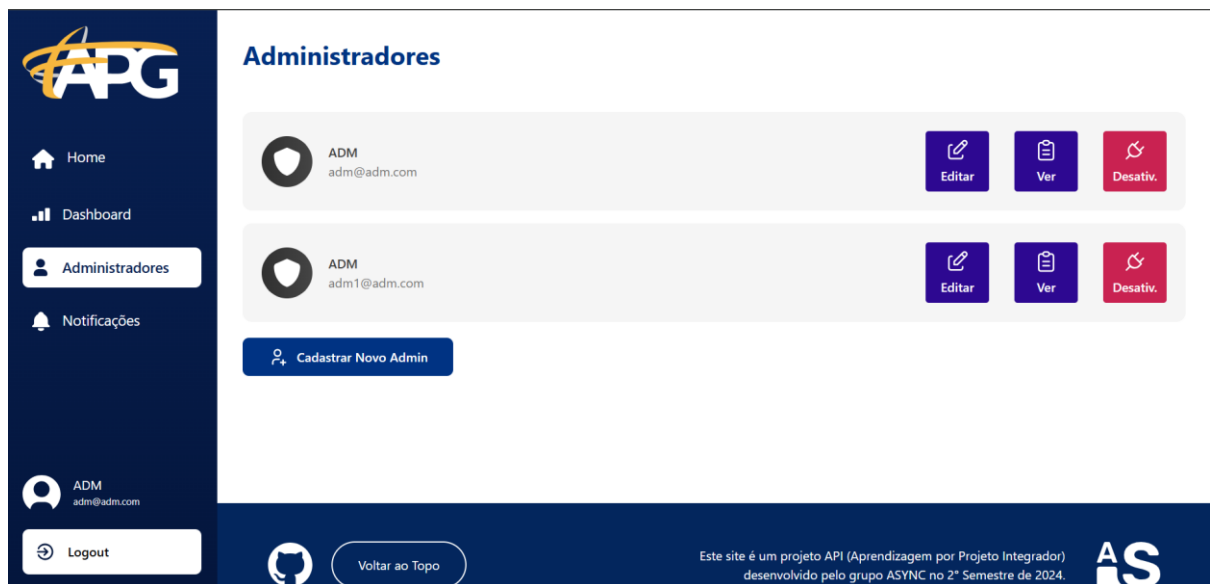 APG
Home
Dashboard
Administradores
Notificações
ADM
adm@adm.com
Logout
Administradores
ADM
adm@adm.com
Editar
Ver
Desativ.
ADM
adm1@adm.com
Editar
Ver
Desativ.
Cadastrar Novo Admin
Voltar ao Topo
Este site é um projeto API (Aprendizagem por Projeto Integrador)
desenvolvido pelo grupo ASYNC no 2° Semestre de 2024.
AS